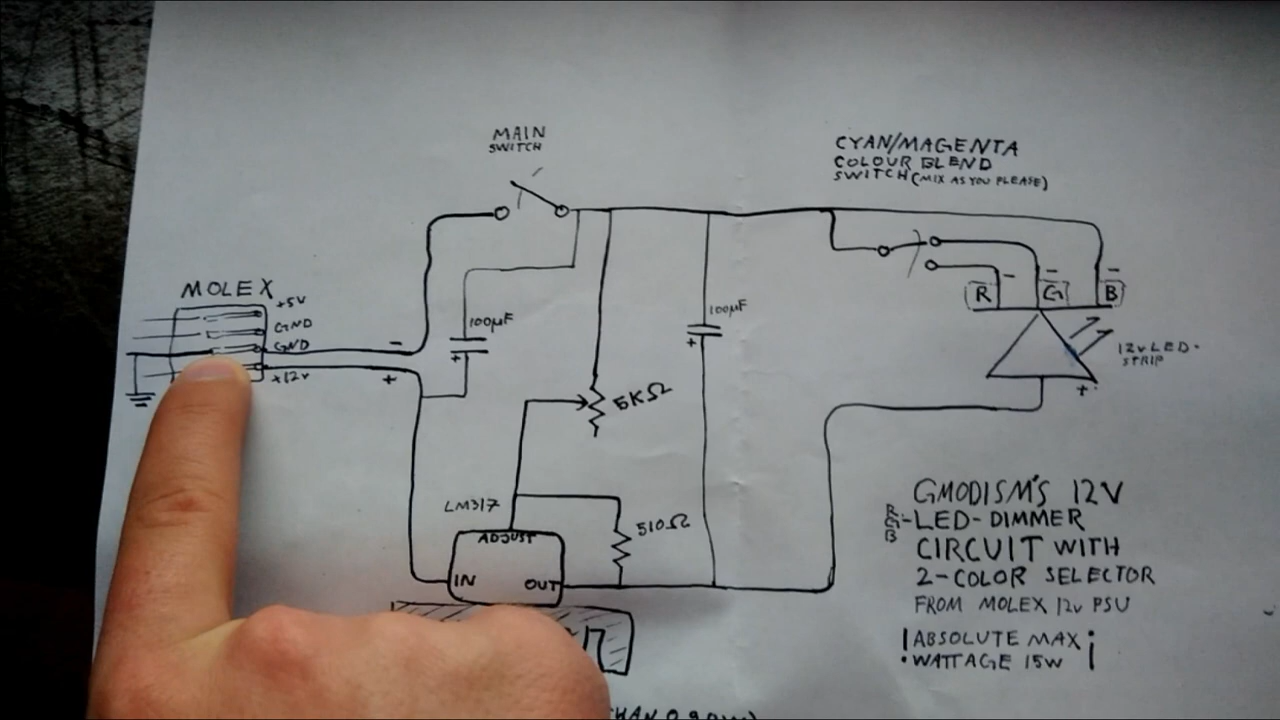 MAIN
SWITCH
CYAN/MAGENTA
COLOUR BLEND
SWITCH (MIX AS YOU PLEASE)
MOLEX
+5V
GND
GND
+12V
-
+
100µF
+
100µF
+
5KΩ
LM317
ADJUST
IN
OUT
510Ω
R
-
G
-
B
-
12V LED-
STRIP
+
GMODISM'S 12V
RGB-LED-DIMMER
CIRCUIT WITH
2-COLOR SELECTOR
FROM MOLEX 12V PSU
! ABSOLUTE MAX ¡
WATTAGE 15W